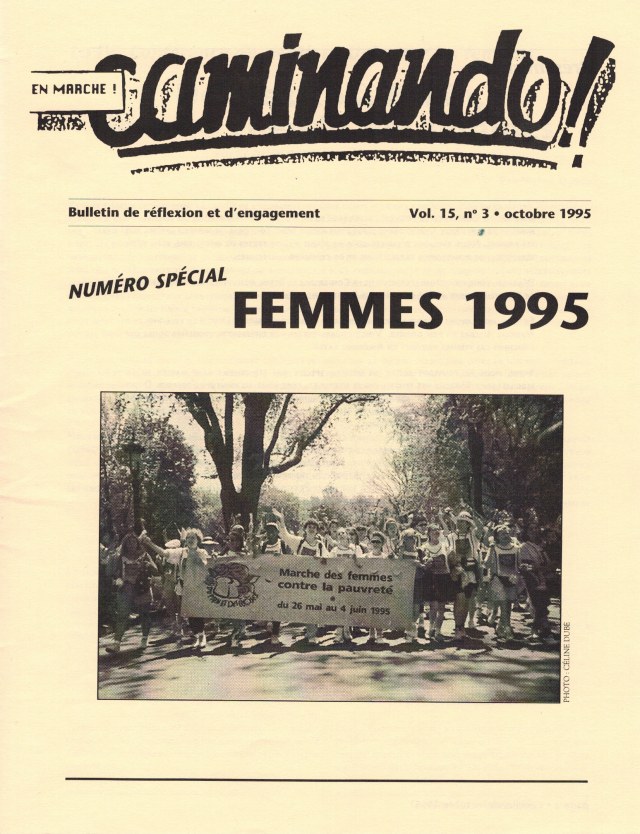 EN MARCHE !
caminando!
Bulletin de réflexion et d'engagement
Vol. 15, nº 3 • octobre 1995
NUMÉRO SPÉCIAL
FEMMES 1995
Marche des femmes
contre la pauvreté
•
du 26 mai au 4 juin 1995
PHOTO : CÉLINE DUBÉ